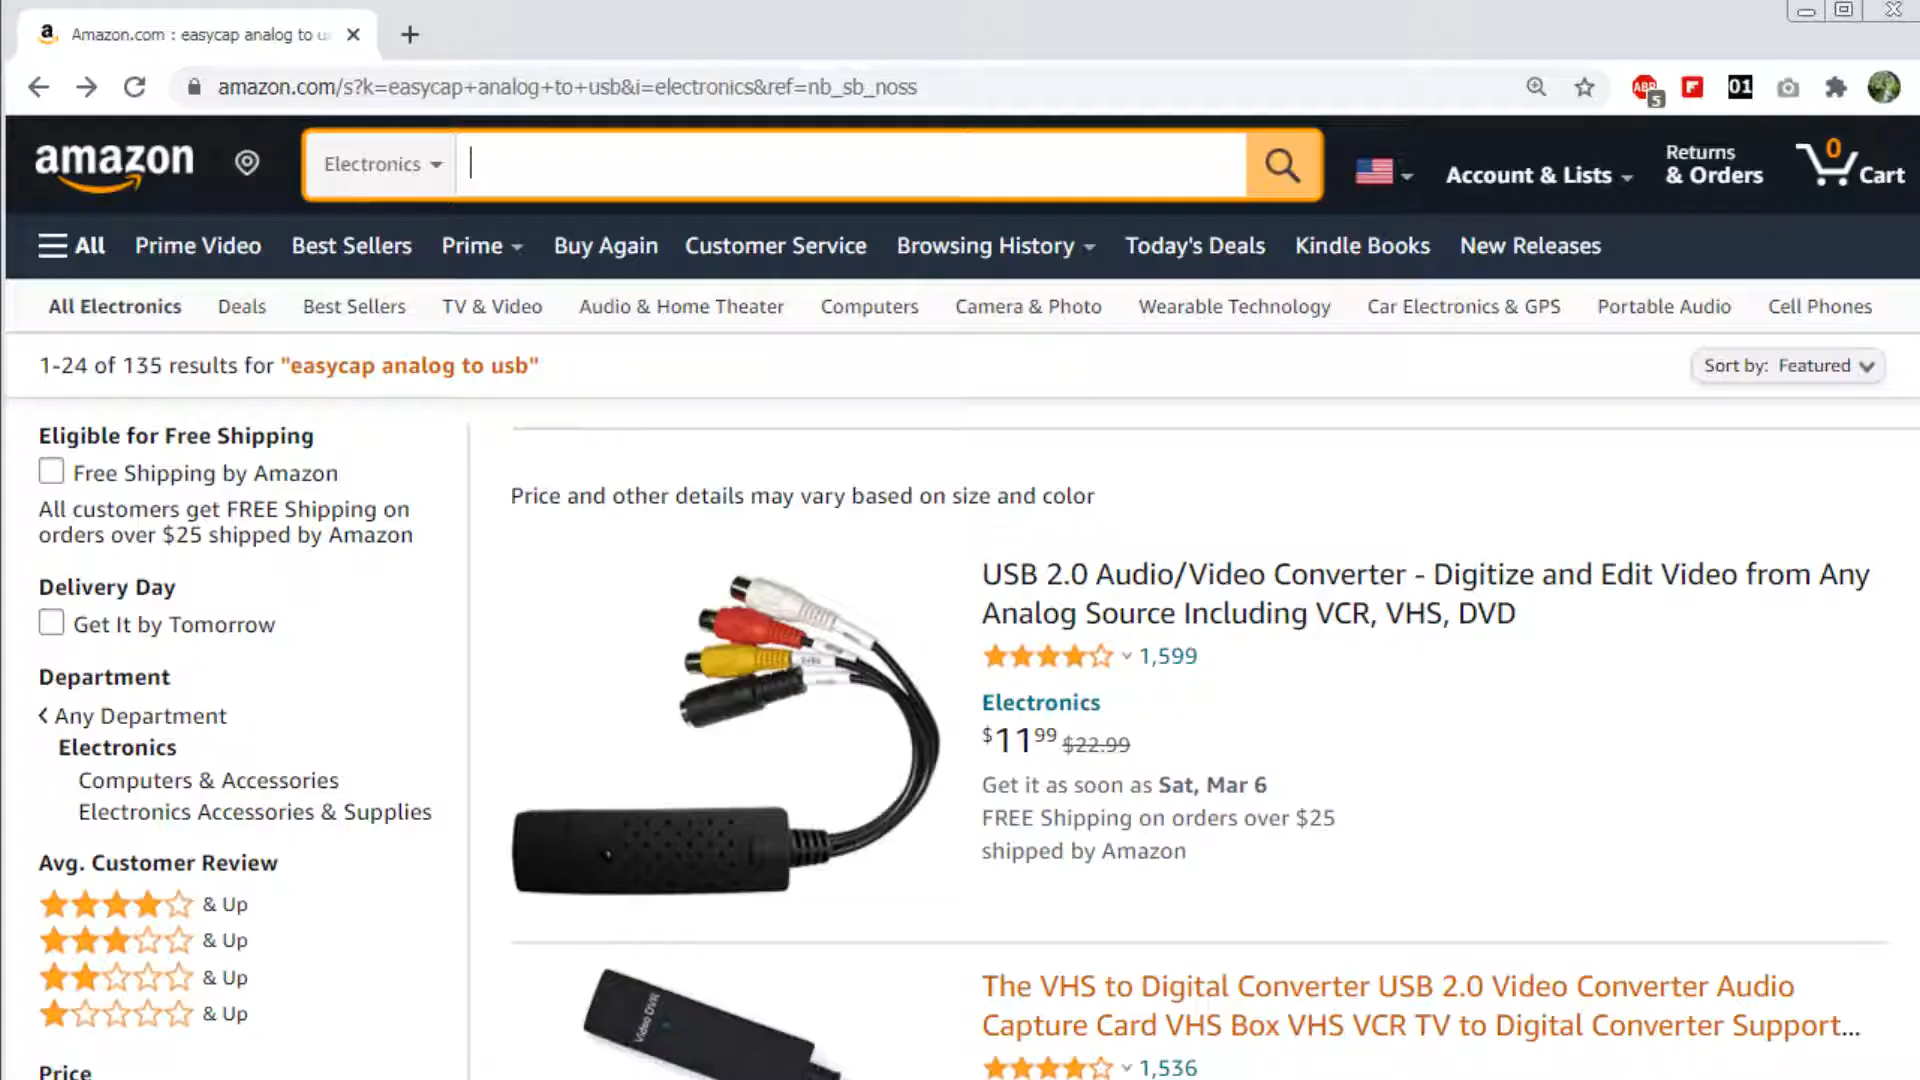 Amazon.com : easycap analog to u
amazon.com/s?k=easycap+analog+to+usb&i=electronics&ref=nb_sb_noss
ABP
5
01
amazon
Electronics
Account & Lists
Returns
& Orders
0
Cart
All
Prime Video
Best Sellers
Prime
Buy Again
Customer Service
Browsing History
Today's Deals
Kindle Books
New Releases
All Electronics
Deals
Best Sellers
TV & Video
Audio & Home Theater
Computers
Camera & Photo
Wearable Technology
Car Electronics & GPS
Portable Audio
Cell Phones
1-24 of 135 results for "easycap analog to usb"
Sort by: Featured
Eligible for Free Shipping
Free Shipping by Amazon
All customers get FREE Shipping on
orders over $25 shipped by Amazon
Delivery Day
Get It by Tomorrow
Department
Any Department
Electronics
Computers & Accessories
Electronics Accessories & Supplies
Avg. Customer Review
& Up
& Up
& Up
& Up
Price
Price and other details may vary based on size and color
USB 2.0 Audio/Video Converter - Digitize and Edit Video from Any
Analog Source Including VCR, VHS, DVD
1,599
Electronics
$11 99 $22.99
Get it as soon as Sat, Mar 6
FREE Shipping on orders over $25
shipped by Amazon
Video DVR
The VHS to Digital Converter USB 2.0 Video Converter Audio
Capture Card VHS Box VHS VCR TV to Digital Converter Support...
1,536